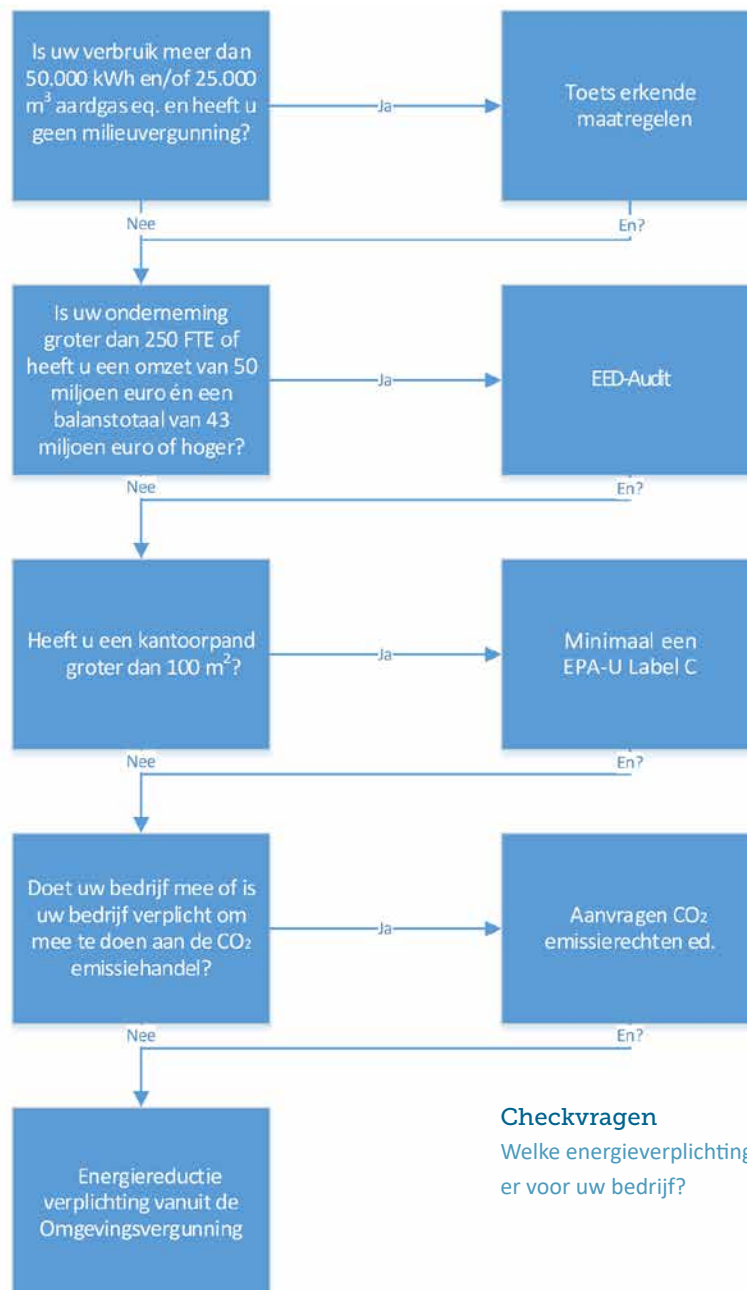 Is uw verbruik meer dan
50.000 kWh en/of 25.000
m³ aardgas eq. en heeft u
geen milieuvergunning?
Ja
Toets erkende
maatregelen
Nee
En?
Is uw onderneming
groter dan 250 FTE of
heeft u een omzet van 50
miljoen euro én een
balanstotaal van 43
miljoen euro of hoger?
Ja
EED-Audit
Nee
En?
Heeft u een kantoorpand
groter dan 100 m²?
Ja
Minimaal een
EPA-U Label C
Nee
En?
Doet uw bedrijf mee of is
uw bedrijf verplicht om
mee te doen aan de CO₂
emissiehandel?
Ja
Aanvragen CO₂
emissierechten ed.
Nee
En?
Energiereductie
verplichting vanuit de
Omgevingsvergunning
Checkvragen
Welke energieverplichting
er voor uw bedrijf?